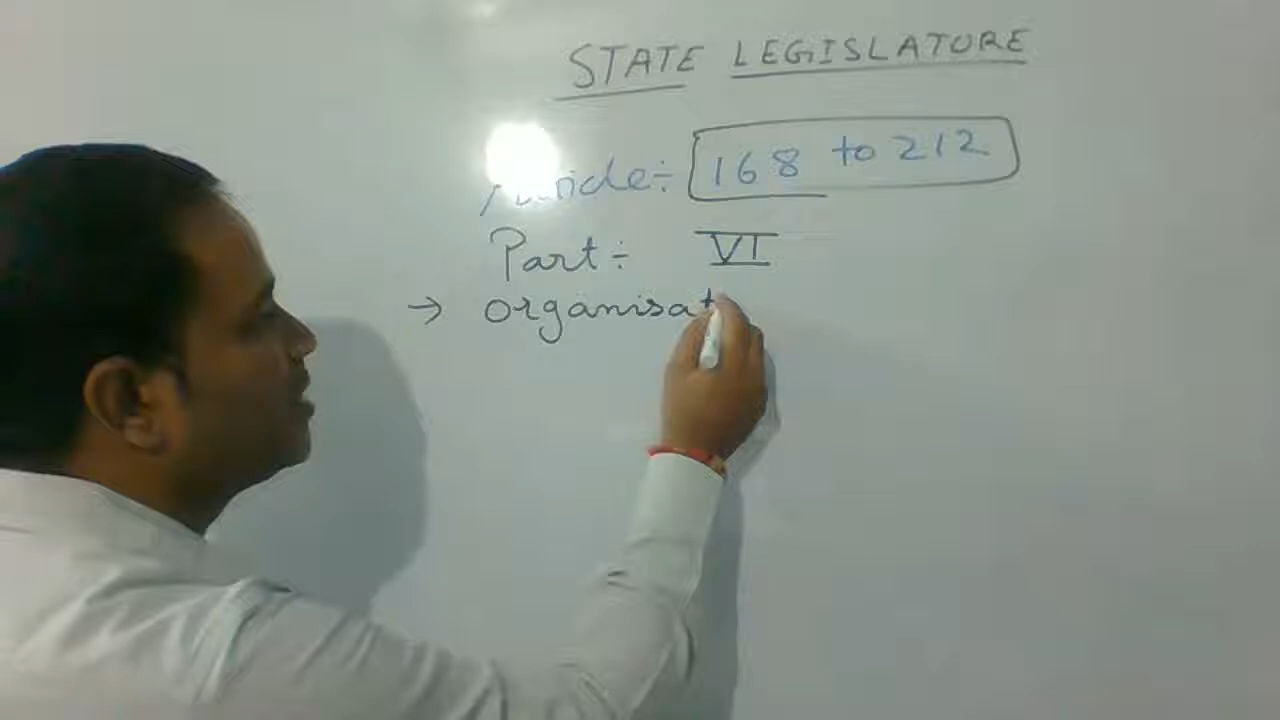 STATE LEGISLATURE
168 to 212
Part÷ VI
→ organisat